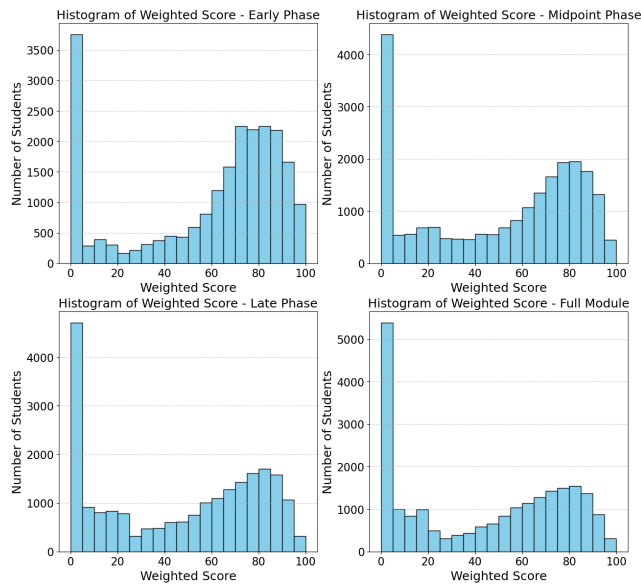 Histogram of Weighted Score - Early Phase
Number of Students
3500
3000
2500
2000
1500
1000
500
0
0 20 40 60 80 100
Weighted Score
Histogram of Weighted Score - Midpoint Phase
Number of Students
4000
3000
2000
1000
0
0 20 40 60 80 100
Weighted Score
Histogram of Weighted Score - Late Phase
Number of Students
4000
3000
2000
1000
0
0 20 40 60 80 100
Weighted Score
Histogram of Weighted Score - Full Module
Number of Students
5000
4000
3000
2000
1000
0
0 20 40 60 80 100
Weighted Score